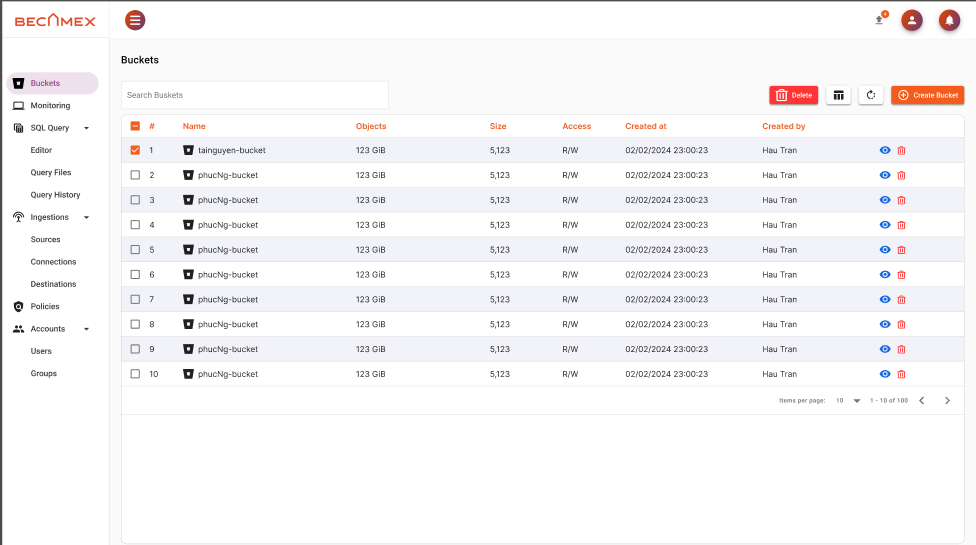 BECAMEX
4
Buckets
Monitoring
SQL Query
Editor
Query Files
Query History
Ingestions
Sources
Connections
Destinations
Policies
Accounts
Users
Groups
Buckets
Search Buskets
Delete
Create Bucket
# Name Objects Size Access Created at Created by
1 tainguyen-bucket 123 GiB 5,123 R/W 02/02/2024 23:00:23 Hau Tran
2 phucNg-bucket 123 GiB 5,123 R/W 02/02/2024 23:00:23 Hau Tran
3 phucNg-bucket 123 GiB 5,123 R/W 02/02/2024 23:00:23 Hau Tran
4 phucNg-bucket 123 GiB 5,123 R/W 02/02/2024 23:00:23 Hau Tran
5 phucNg-bucket 123 GiB 5,123 R/W 02/02/2024 23:00:23 Hau Tran
6 phucNg-bucket 123 GiB 5,123 R/W 02/02/2024 23:00:23 Hau Tran
7 phucNg-bucket 123 GiB 5,123 R/W 02/02/2024 23:00:23 Hau Tran
8 phucNg-bucket 123 GiB 5,123 R/W 02/02/2024 23:00:23 Hau Tran
9 phucNg-bucket 123 GiB 5,123 R/W 02/02/2024 23:00:23 Hau Tran
10 phucNg-bucket 123 GiB 5,123 R/W 02/02/2024 23:00:23 Hau Tran
Items per page: 10 1 - 10 of 100